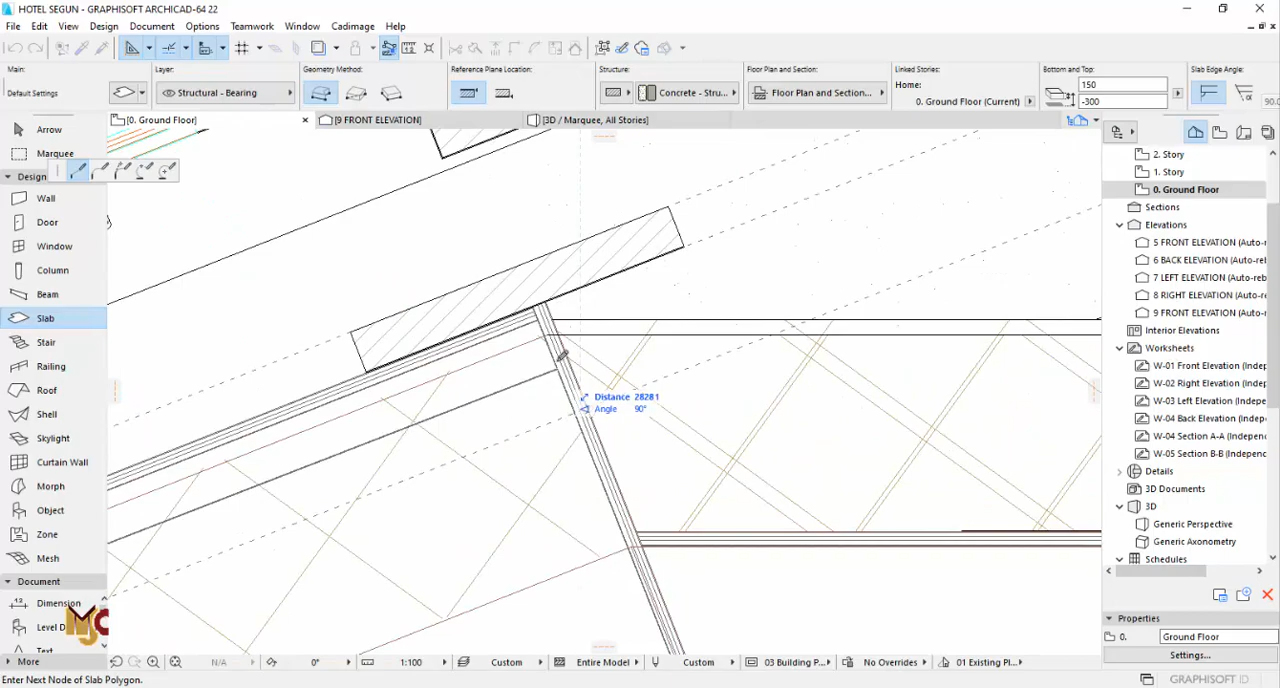 HOTEL SEGUN - GRAPHISOFT ARCHICAD-64 22
File Edit View Design Document Options Teamwork Window Cadimage Help
Main: Layer: Geometry Method: Reference Plane Location: Structure: Floor Plan and Section: Linked Stories: Bottom and Top: Slab Edge Angle:
Default Settings Structural - Bearing Concrete - Stru... Floor Plan and Section... Home: 0. Ground Floor (Current) 150 -300 90.0
[0. Ground Floor] [9 FRONT ELEVATION] [3D / Marquee, All Stories]
Arrow
Marquee
Design
Wall
Door
Window
Column
Beam
Slab
Stair
Railing
Roof
Shell
Skylight
Curtain Wall
Morph
Object
Zone
Mesh
Document
Dimension
Level D
Text
More
Distance 28281
Angle 90°
2. Story
1. Story
0. Ground Floor
Sections
Elevations
5 FRONT ELEVATION (Auto-re
6 BACK ELEVATION (Auto-reb
7 LEFT ELEVATION (Auto-reb
8 RIGHT ELEVATION (Auto-re
9 FRONT ELEVATION (Auto-re
Interior Elevations
Worksheets
W-01 Front Elevation (Indep
W-02 Right Elevation (Indepe
W-03 Left Elevation (Indepe
W-04 Back Elevation (Indepe
W-04 Section A-A (Indepenc
W-05 Section B-B (Independ
Details
3D Documents
3D
Generic Perspective
Generic Axonometry
Schedules
Properties
0. Ground Floor
Settings...
N/A 0° 1:100 Custom Entire Model Custom 03 Building P... No Overrides 01 Existing Pl...
Enter Next Node of Slab Polygon.
GRAPHISOFT ID